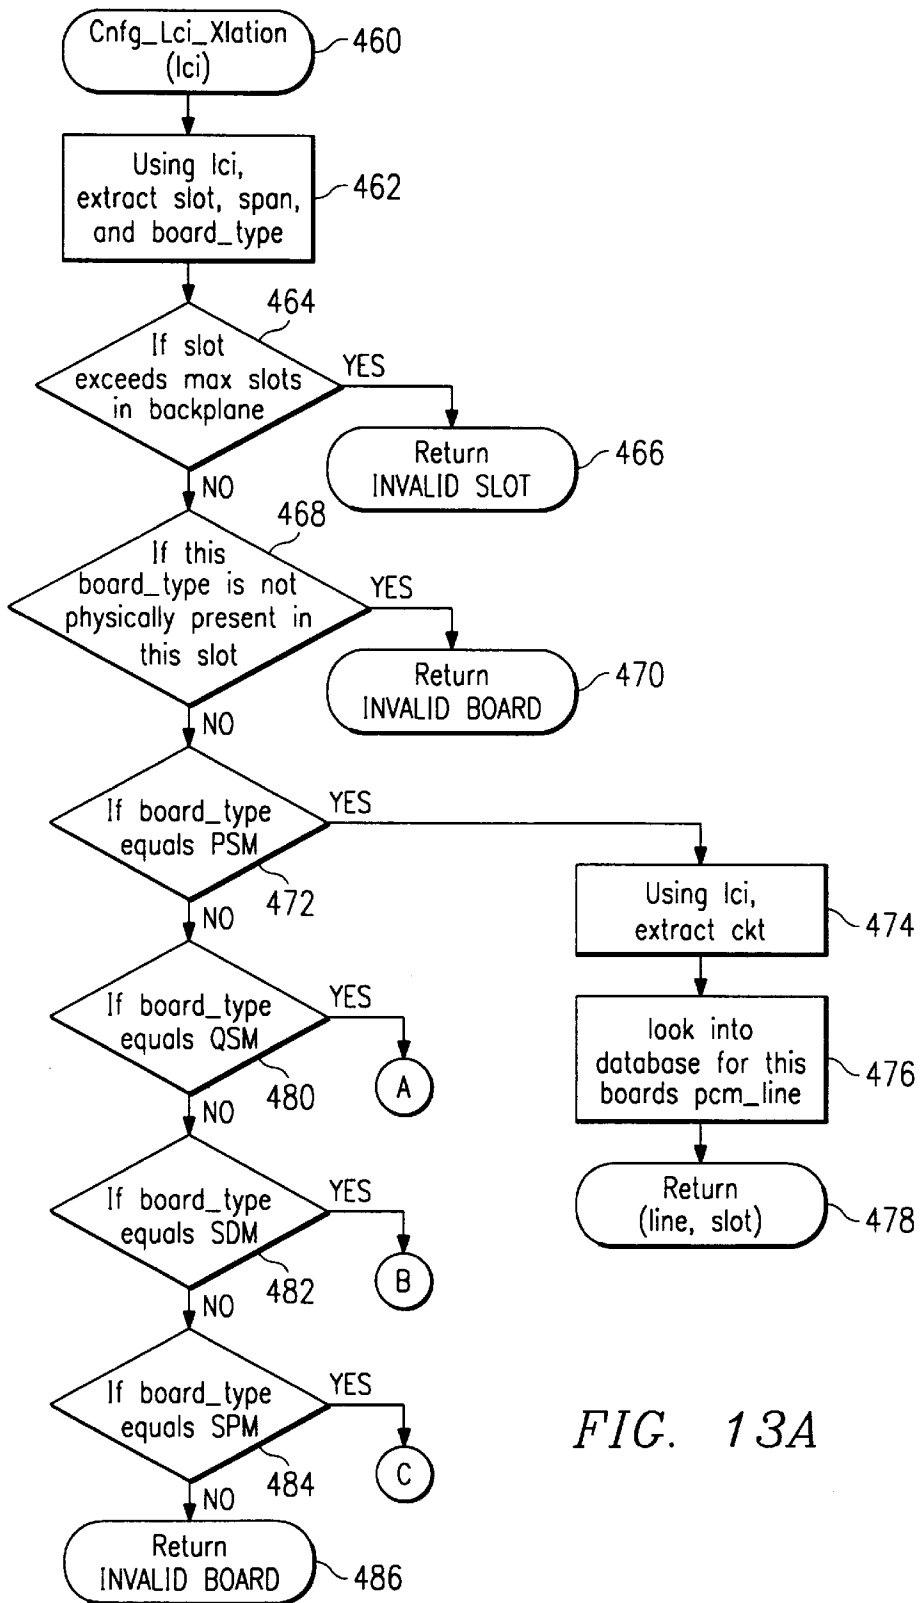 Cnfg_Lci_Xlation
(lci)
460
Using lci,
extract slot, span,
and board_type
462
464
If slot
exceeds max slots
in backplane
YES
Return
INVALID SLOT
466
NO
468
If this
board_type is not
physically present in
this slot
YES
Return
INVALID BOARD
470
NO
If board_type
equals PSM
YES
472
Using lci,
extract ckt
474
look into
database for this
boards pcm_line
476
Return
(line, slot)
478
NO
If board_type
equals QSM
YES
480
A
NO
If board_type
equals SDM
YES
482
B
NO
If board_type
equals SPM
YES
484
C
NO
Return
INVALID BOARD
486
FIG. 13A